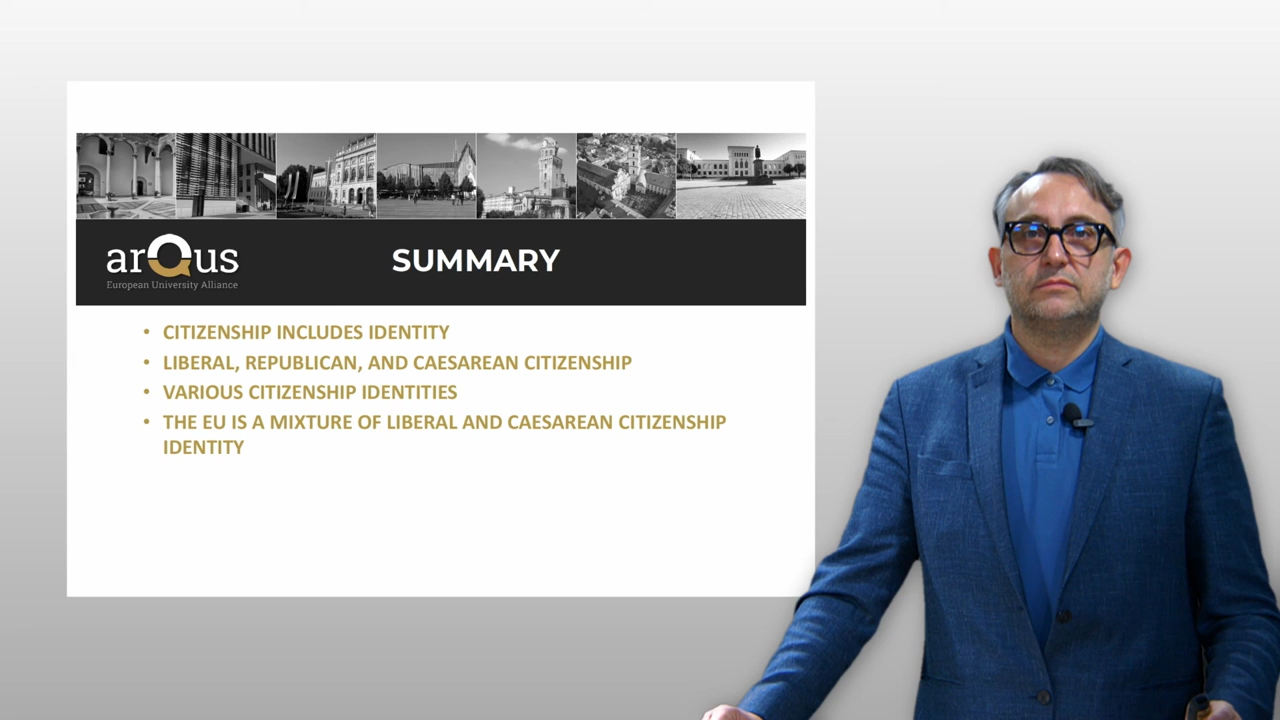 arQus
European University Alliance
SUMMARY
• CITIZENSHIP INCLUDES IDENTITY
• LIBERAL, REPUBLICAN, AND CAESAREAN CITIZENSHIP
• VARIOUS CITIZENSHIP IDENTITIES
• THE EU IS A MIXTURE OF LIBERAL AND CAESAREAN CITIZENSHIP
IDENTITY